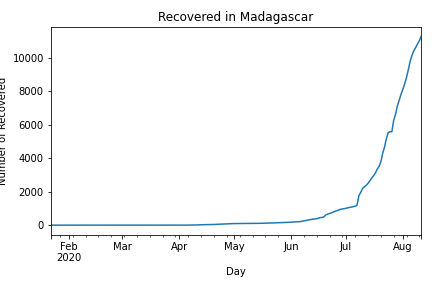 Recovered in Madagascar
Number of Recovered
10000
8000
6000
4000
2000
0
Feb
2020
Mar
Apr
May
Jun
Jul
Aug
Day